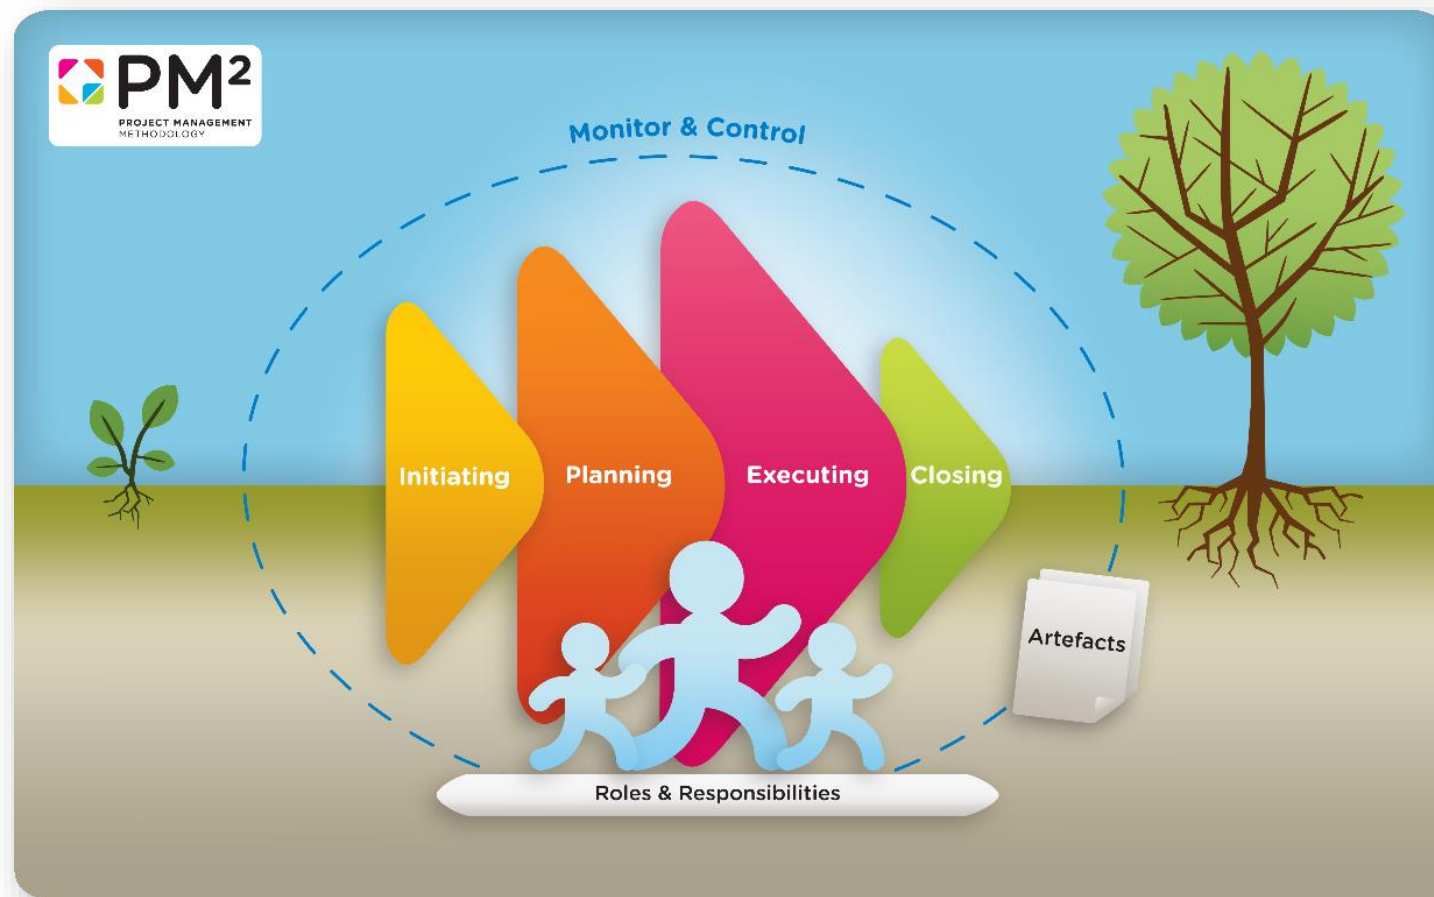 PM²
PROJECT MANAGEMENT
METHODOLOGY
Monitor & Control
Initiating
Planning
Executing
Closing
Artefacts
Roles & Responsibilities